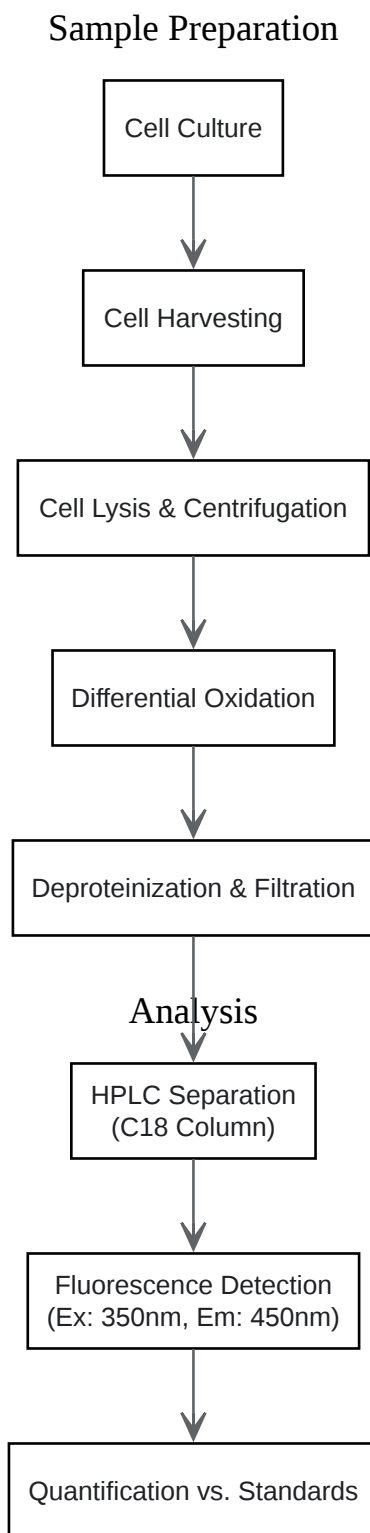 Sample Preparation
Cell Culture
Cell Harvesting
Cell Lysis & Centrifugation
Differential Oxidation
Deproteinization & Filtration
Analysis
HPLC Separation
(C18 Column)
Fluorescence Detection
(Ex: 350nm, Em: 450nm)
Quantification vs. Standards